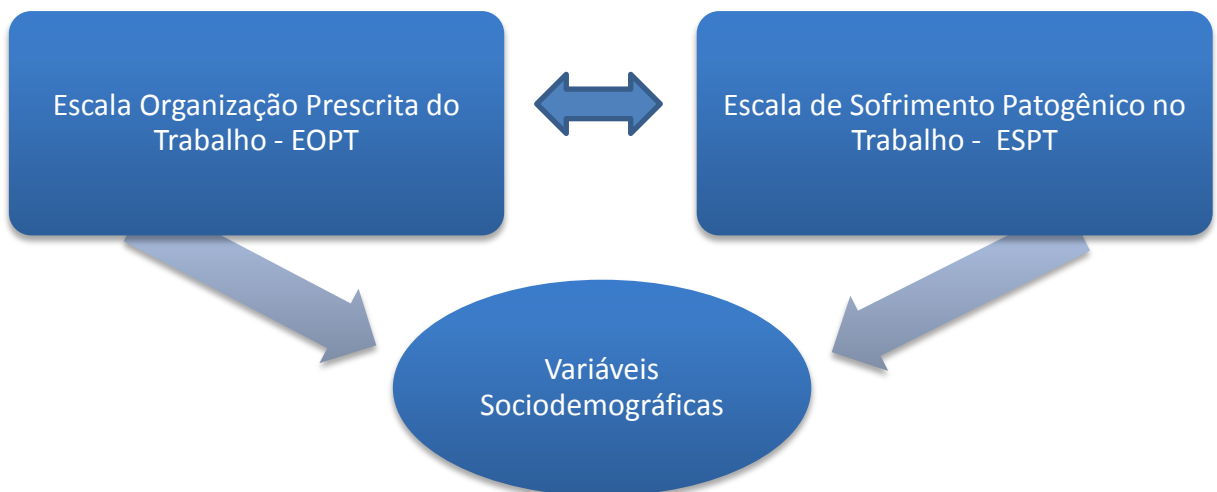 Escala Organização Prescrita do
Trabalho - EOPT
Escala de Sofrimento Patogênico no
Trabalho -  ESPT
Variáveis
Sociodemográficas